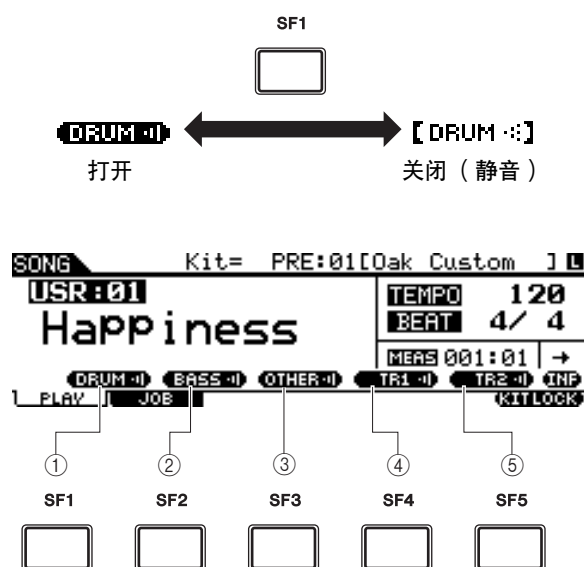 SF1
DRUM [DRUM]
打开 关闭（静音）
SONG Kit= PRE:01[Oak Custom ] L
USR:01 TEMPO 120
Happiness BEAT 4/ 4
MEAS 001:01 →
DRUM BASS OTHER TR1 TR2 INP
PLAY JOB KITLOCK
① ② ③ ④ ⑤
SF1 SF2 SF3 SF4 SF5